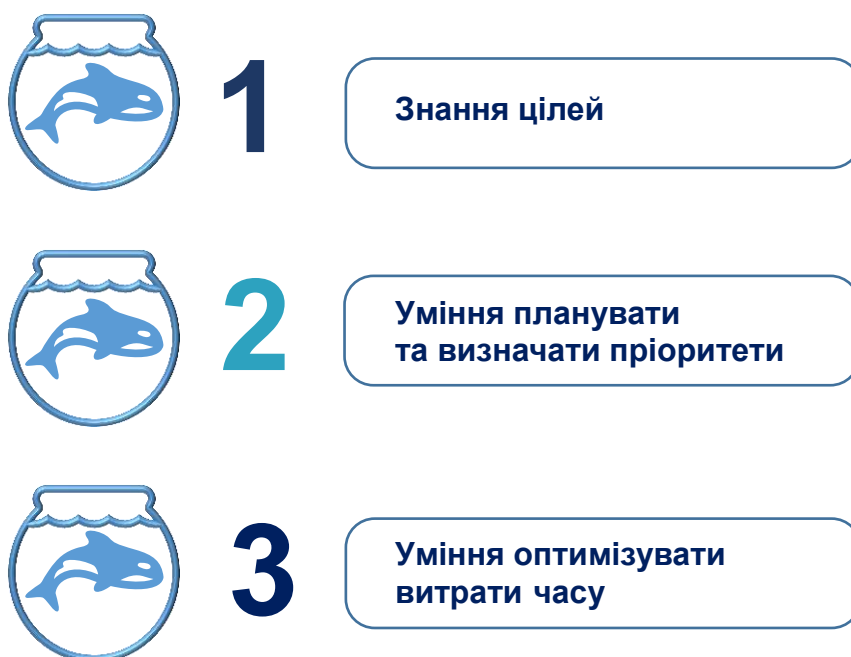 1
Знання цілей
2
Уміння планувати
та визначати пріоритети
3
Уміння оптимізувати
витрати часу